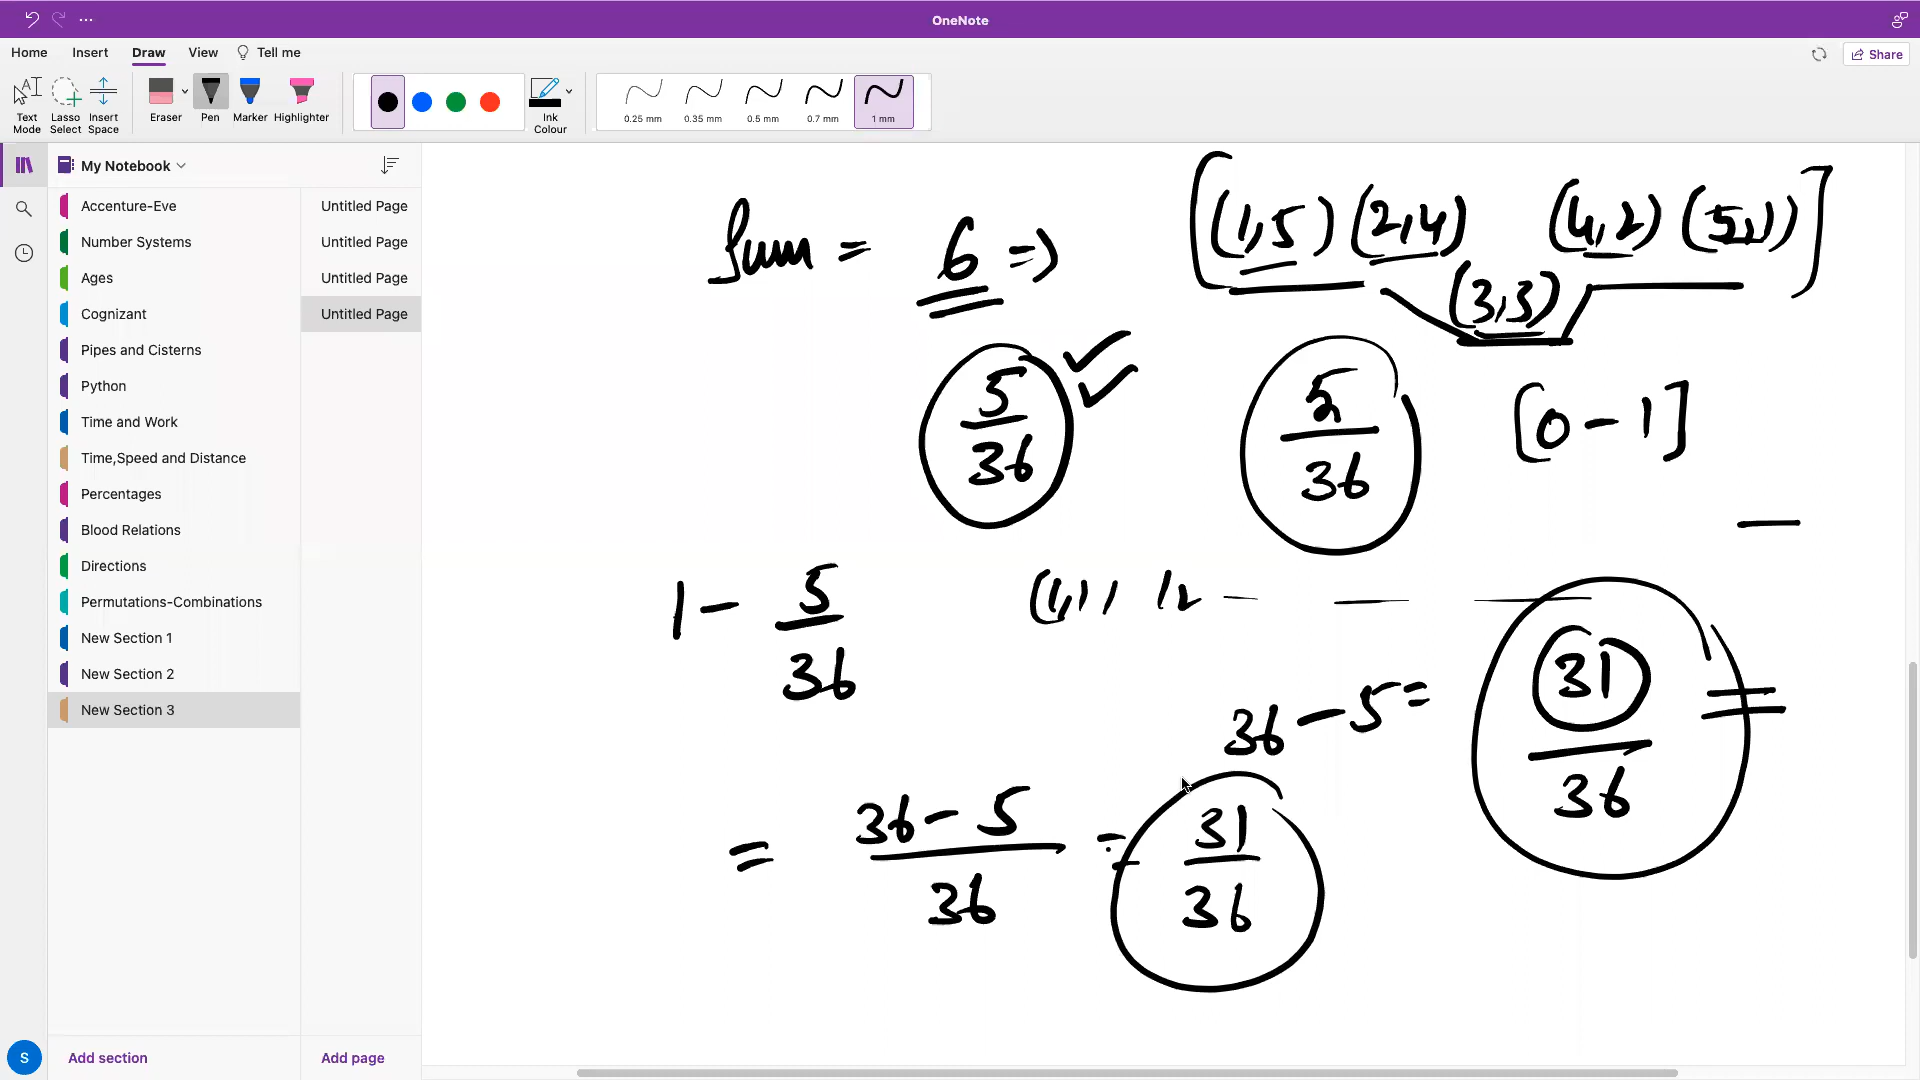 OneNote
Home Insert Draw View Tell me
Share
Text Mode
Lasso Select
Insert Space
Eraser
Pen
Marker
Highlighter
Ink Colour
0.25 mm
0.35 mm
0.5 mm
0.7 mm
1 mm
My Notebook
Accenture-Eve
Number Systems
Ages
Cognizant
Pipes and Cisterns
Python
Time and Work
Time,Speed and Distance
Percentages
Blood Relations
Directions
Permutations-Combinations
New Section 1
New Section 2
New Section 3
Add section
Untitled Page
Untitled Page
Untitled Page
Untitled Page
Add page
S
Sum = 6 => [(1,5) (2,4) (4,2) (5,1)]
(3,3)
5/36 ✓✓ 5/36 [0-1]
1 - 5/36 (1,1) 12
36 - 5 = 31/36
= 36-5/36 = 31/36